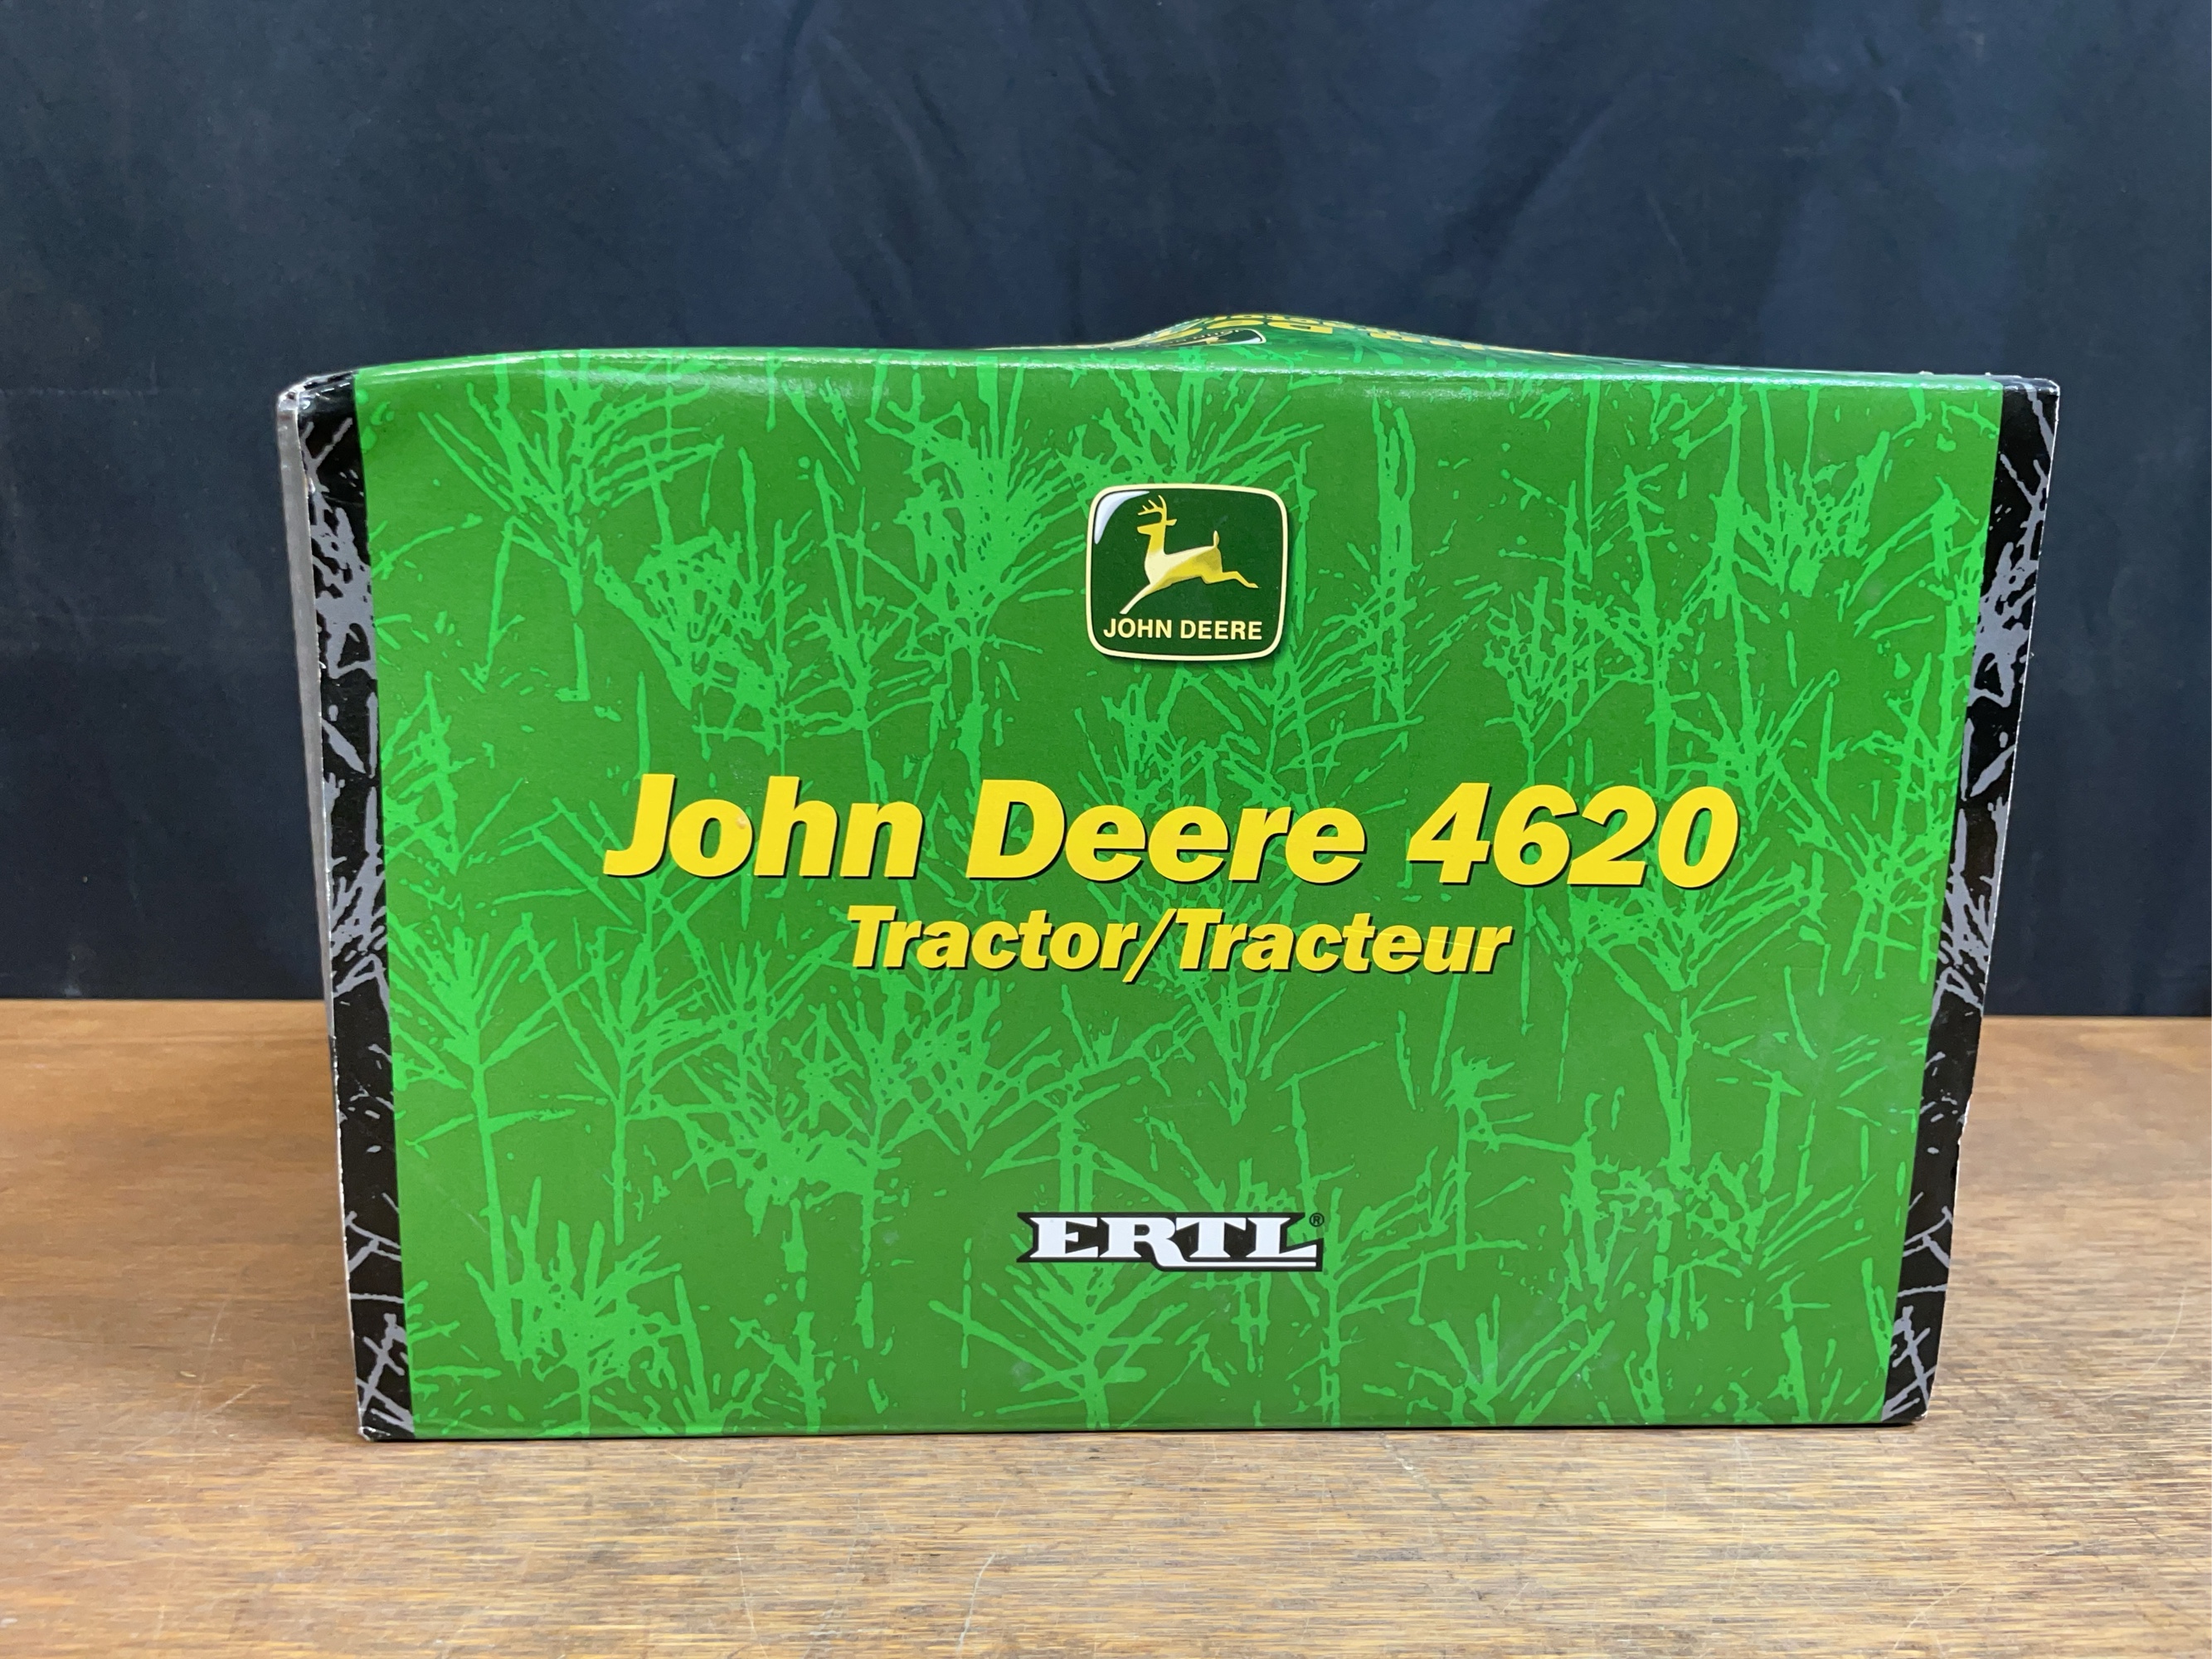 JOHN DEERE
John Deere 4620
Tractor/Tracteur
ERTL®